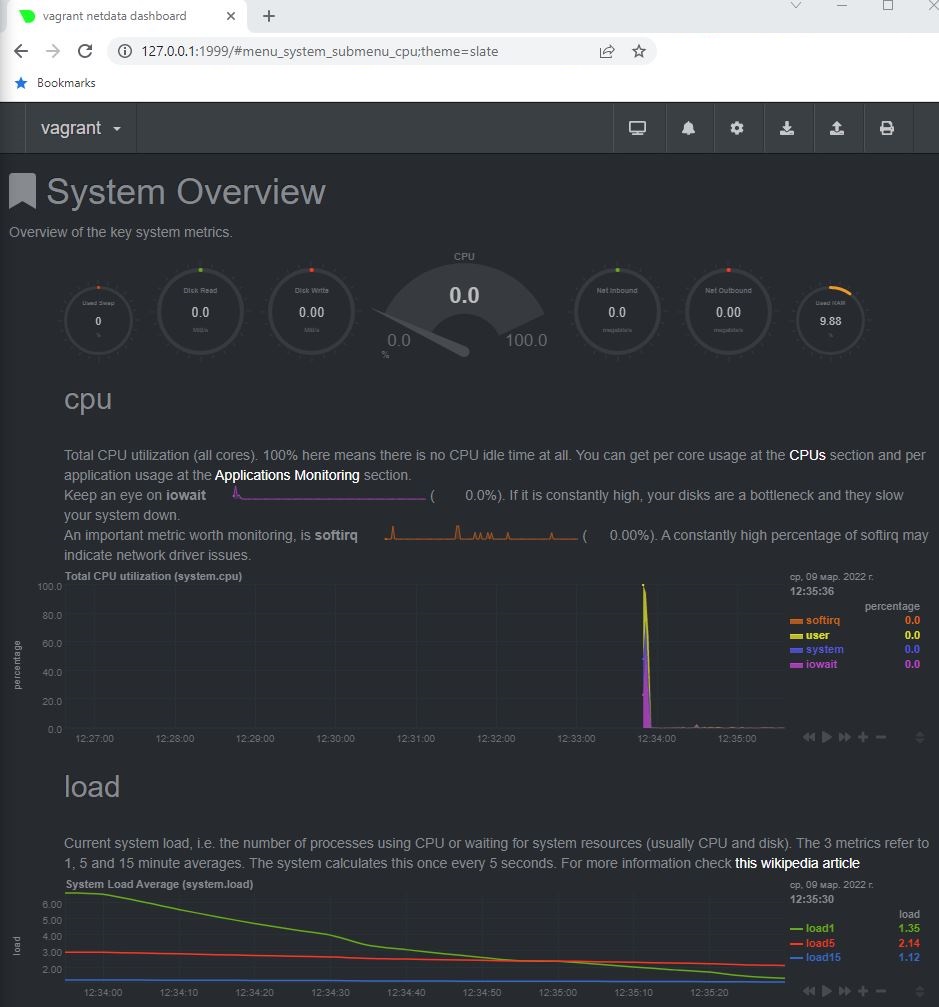 vagrant netdata dashboard
127.0.0.1:1999/#menu_system_submenu_cpu;theme=slate
Bookmarks
vagrant
System Overview
Overview of the key system metrics.
CPU
Used Swap
0
%
Disk Read
0.0
MiB/s
Disk Write
0.00
MiB/s
0.0
0.0 100.0
%
Net Inbound
0.0
megabits/s
Net Outbound
0.00
megabits/s
Used RAM
9.88
%
cpu
Total CPU utilization (all cores). 100% here means there is no CPU idle time at all. You can get per core usage at the CPUs section and per
application usage at the Applications Monitoring section.
Keep an eye on iowait ( 0.0%). If it is constantly high, your disks are a bottleneck and they slow
your system down.
An important metric worth monitoring, is softirq ( 0.00%). A constantly high percentage of softirq may
indicate network driver issues.
Total CPU utilization (system.cpu)
ср, 09 мар. 2022 г.
12:35:36
percentage
softirq 0.0
user 0.0
system 0.0
iowait 0.0
percentage
100.0
80.0
60.0
40.0
20.0
0.0
12:27:00 12:28:00 12:29:00 12:30:00 12:31:00 12:32:00 12:33:00 12:34:00 12:35:00
load
Current system load, i.e. the number of processes using CPU or waiting for system resources (usually CPU and disk). The 3 metrics refer to
1, 5 and 15 minute averages. The system calculates this once every 5 seconds. For more information check this wikipedia article
System Load Average (system.load)
ср, 09 мар. 2022 г.
12:35:30
load
load1 1.35
load5 2.14
load15 1.12
load
6.00
5.00
4.00
3.00
2.00
12:34:00 12:34:10 12:34:20 12:34:30 12:34:40 12:34:50 12:35:00 12:35:10 12:35:20